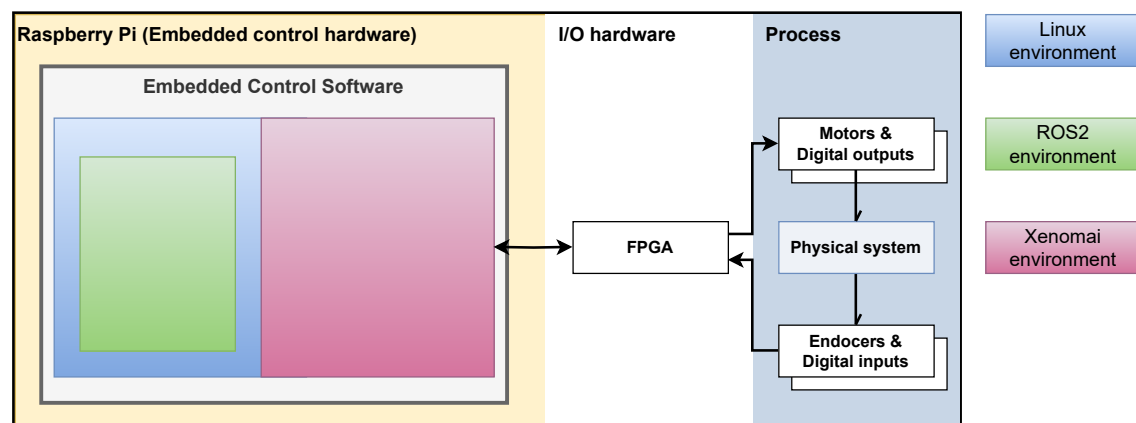 Raspberry Pi (Embedded control hardware)
I/O hardware
Process
Embedded Control Software
Motors &
Digital outputs
FPGA
Physical system
Endocers &
Digital inputs
Linux
environment
ROS2
environment
Xenomai
environment